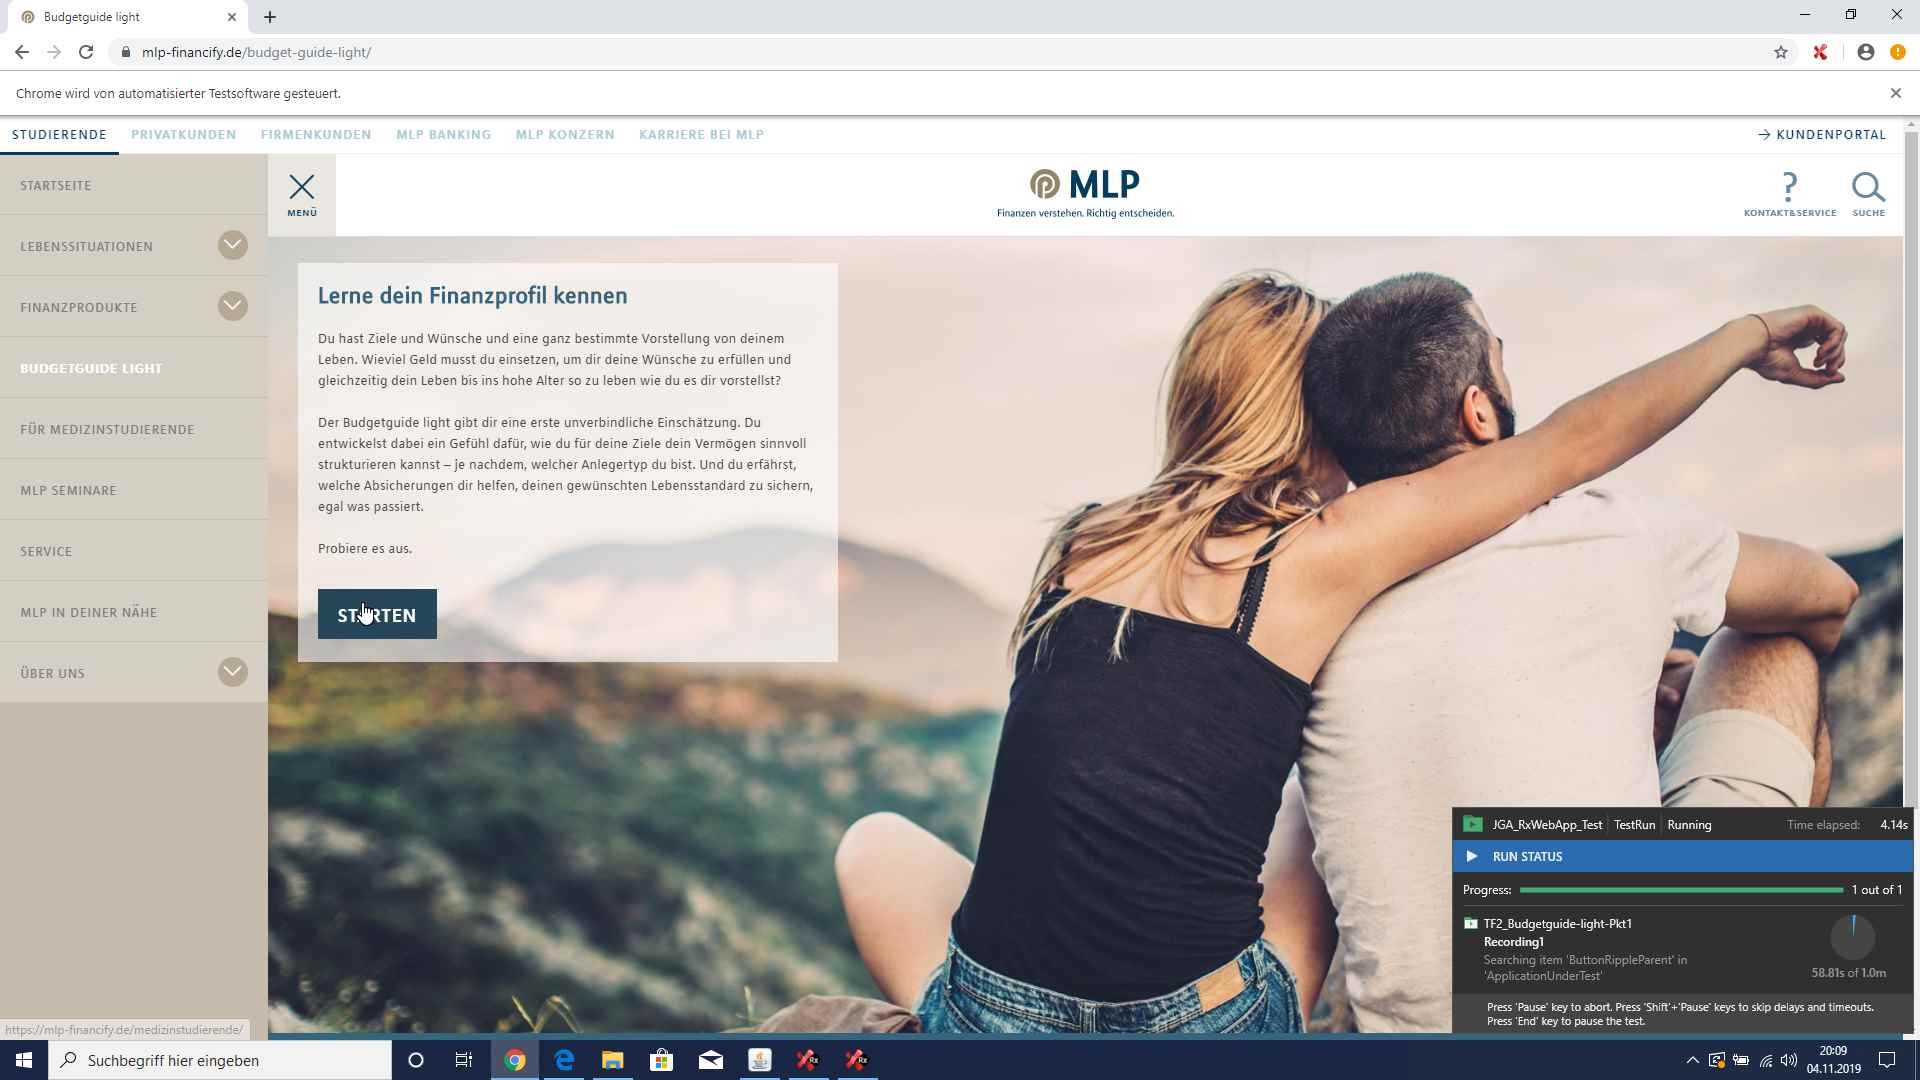 Budgetguide light
mlp-financify.de/budget-guide-light/
Chrome wird von automatisierter Testsoftware gesteuert.
STUDIERENDE PRIVATKUNDEN FIRMENKUNDEN MLP BANKING MLP KONZERN KARRIERE BEI MLP KUNDENPORTAL
STARTSEITE
LEBENSSITUATIONEN
FINANZPRODUKTE
BUDGETGUIDE LIGHT
FÜR MEDIZINSTUDIERENDE
MLP SEMINARE
SERVICE
MLP IN DEINER NÄHE
ÜBER UNS
MENÜ
MLP
Finanzen verstehen. Richtig entscheiden.
KONTAKT&SERVICE
SUCHE
Lerne dein Finanzprofil kennen
Du hast Ziele und Wünsche und eine ganz bestimmte Vorstellung von deinem
Leben. Wieviel Geld musst du einsetzen, um dir deine Wünsche zu erfüllen und
gleichzeitig dein Leben bis ins hohe Alter so zu leben wie du es dir vorstellst?
Der Budgetguide light gibt dir eine erste unverbindliche Einschätzung. Du
entwickelst dabei ein Gefühl dafür, wie du für deine Ziele dein Vermögen sinnvoll
strukturieren kannst – je nachdem, welcher Anlegertyp du bist. Und du erfährst,
welche Absicherungen dir helfen, deinen gewünschten Lebensstandard zu sichern,
egal was passiert.
Probiere es aus.
STARTEN
JGA_RxWebApp_Test TestRun Running Time elapsed: 4.14s
RUN STATUS
Progress: 1 out of 1
TF2_Budgetguide-light-Pkt1
Recording1
Searching item 'ButtonRippleParent' in
'ApplicationUnderTest'
58.81s of 1.0m
Press 'Pause' key to abort. Press 'Shift'+'Pause' keys to skip delays and timeouts.
Press 'End' key to pause the test.
https://mlp-financify.de/medizinstudierende/
Suchbegriff hier eingeben
Rx
Rx
20:09
04.11.2019